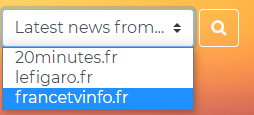 Latest news from...
20minutes.fr
lefigaro.fr
francetvinfo.fr